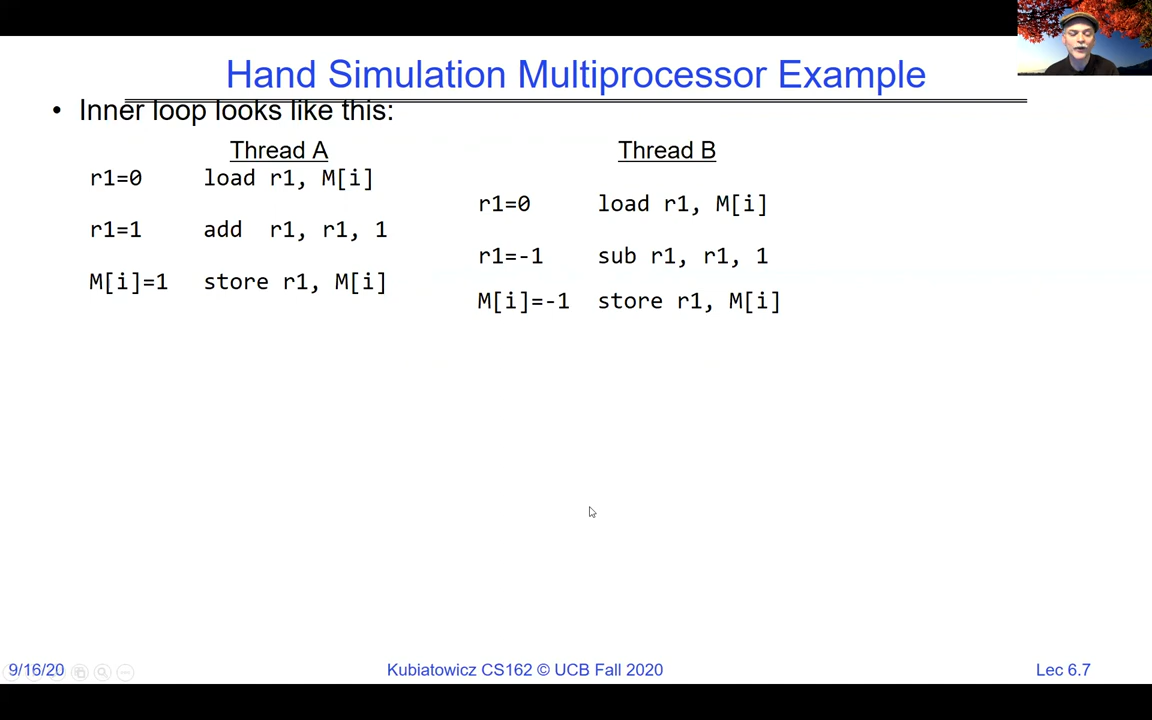 Hand Simulation Multiprocessor Example
• Inner loop looks like this:
Thread A Thread B
r1=0 load r1, M[i]
r1=0 load r1, M[i]
r1=1 add r1, r1, 1
r1=-1 sub r1, r1, 1
M[i]=1 store r1, M[i]
M[i]=-1 store r1, M[i]
9/16/20 Kubiatowicz CS162 © UCB Fall 2020 Lec 6.7